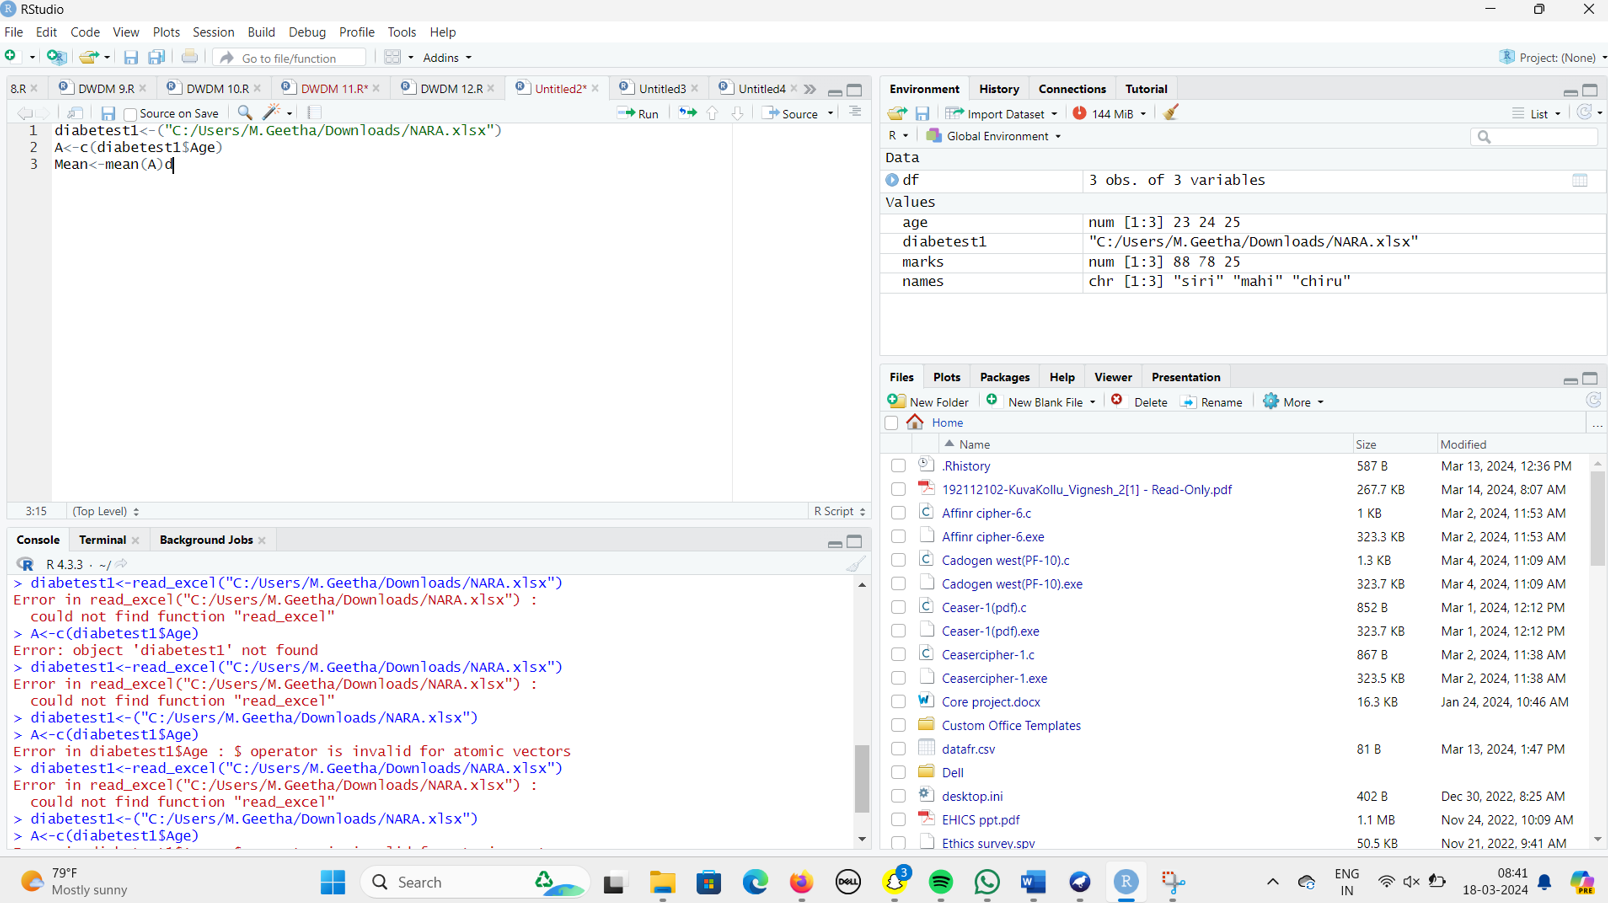 RStudio
File Edit Code View Plots Session Build Debug Profile Tools Help
Go to file/function Addins Project: (None)
8.R DWDM 9.R DWDM 10.R DWDM 11.R* DWDM 12.R Untitled2* Untitled3 Untitled4
Source on Save Run Source
1 diabetest1<-("C:/Users/M.Geetha/Downloads/NARA.xlsx")
2 A<-c(diabetest1$Age)
3 Mean<-mean(A)d
3:15 (Top Level) R Script
Console Terminal Background Jobs
R 4.3.3 · ~/
> diabetest1<-read_excel("C:/Users/M.Geetha/Downloads/NARA.xlsx")
Error in read_excel("C:/Users/M.Geetha/Downloads/NARA.xlsx") :
could not find function "read_excel"
> A<-c(diabetest1$Age)
Error: object 'diabetest1' not found
> diabetest1<-read_excel("C:/Users/M.Geetha/Downloads/NARA.xlsx")
Error in read_excel("C:/Users/M.Geetha/Downloads/NARA.xlsx") :
could not find function "read_excel"
> diabetest1<-("C:/Users/M.Geetha/Downloads/NARA.xlsx")
> A<-c(diabetest1$Age)
Error in diabetest1$Age : $ operator is invalid for atomic vectors
> diabetest1<-read_excel("C:/Users/M.Geetha/Downloads/NARA.xlsx")
Error in read_excel("C:/Users/M.Geetha/Downloads/NARA.xlsx") :
could not find function "read_excel"
> diabetest1<-("C:/Users/M.Geetha/Downloads/NARA.xlsx")
> A<-c(diabetest1$Age)
Environment History Connections Tutorial
Import Dataset 144 MiB List
R Global Environment
Data
df 3 obs. of 3 variables
Values
age num [1:3] 23 24 25
diabetest1 "C:/Users/M.Geetha/Downloads/NARA.xlsx"
marks num [1:3] 88 78 25
names chr [1:3] "siri" "mahi" "chiru"
Files Plots Packages Help Viewer Presentation
New Folder New Blank File Delete Rename More
Home ...
Name Size Modified
.Rhistory 587 B Mar 13, 2024, 12:36 PM
192112102-KuvaKollu_Vignesh_2[1] - Read-Only.pdf 267.7 KB Mar 14, 2024, 8:07 AM
Affinr cipher-6.c 1 KB Mar 2, 2024, 11:53 AM
Affinr cipher-6.exe 323.3 KB Mar 2, 2024, 11:53 AM
Cadogen west(PF-10).c 1.3 KB Mar 4, 2024, 11:09 AM
Cadogen west(PF-10).exe 323.7 KB Mar 4, 2024, 11:09 AM
Ceaser-1(pdf).c 852 B Mar 1, 2024, 12:12 PM
Ceaser-1(pdf).exe 323.7 KB Mar 1, 2024, 12:12 PM
Ceasercipher-1.c 867 B Mar 2, 2024, 11:38 AM
Ceasercipher-1.exe 323.5 KB Mar 2, 2024, 11:38 AM
Core project.docx 16.3 KB Jan 24, 2024, 10:46 AM
Custom Office Templates
datafr.csv 81 B Mar 13, 2024, 1:47 PM
Dell
desktop.ini 402 B Dec 30, 2022, 8:25 AM
EHICS ppt.pdf 1.1 MB Nov 24, 2022, 10:09 AM
Ethics survey.spv 50.5 KB Nov 21, 2022, 9:41 AM
79°F
Mostly sunny
Search
DELL
3
ENG
IN
08:41
18-03-2024
PRE